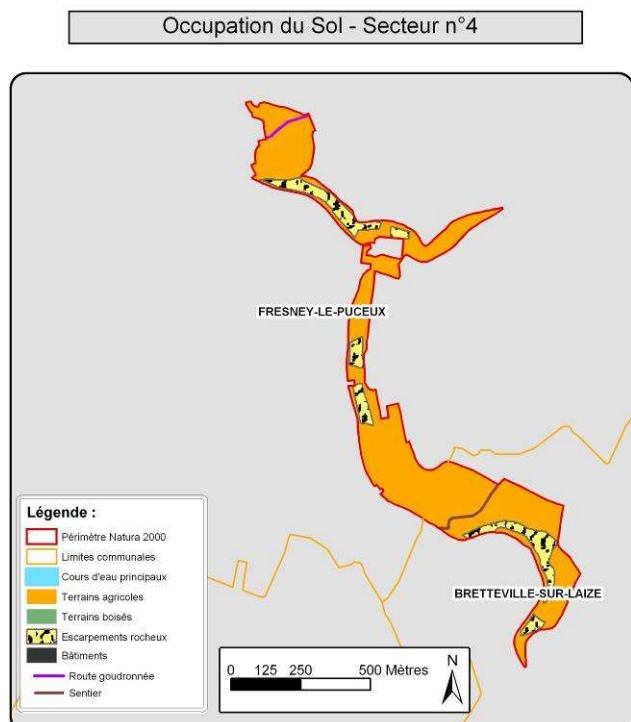 Occupation du Sol - Secteur n°4
FRESNEY-LE-PUCEUX
BRETTEVILLE-SUR-LAIZE
Légende :
Périmètre Natura 2000
Limites communales
Cours d'eau principaux
Terrains agricoles
Terrains boisés
Escarpements rocheux
Bâtiments
Route goudronnée
Sentier
0 125 250 500 Mètres
N